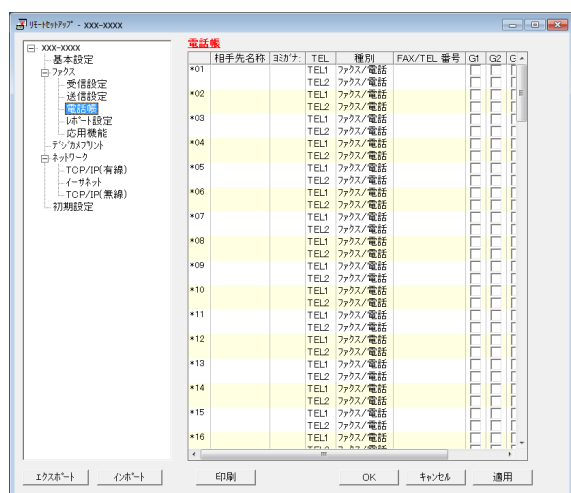 ﾘﾓｰﾄｾｯﾄｱｯﾌﾟ - xxx-xxxx
xxx-xxxx
基本設定
ﾌｧｸｽ
受信設定
送信設定
電話帳
ﾚﾎﾟｰﾄ設定
応用機能
ﾃﾞｼﾞｶﾒﾌﾟﾘﾝﾄ
ﾈｯﾄﾜｰｸ
TCP/IP(有線)
ｲｰｻﾈｯﾄ
TCP/IP(無線)
初期設定
電話帳
相手先名称 ﾖﾐｶﾞﾅ: TEL 種別 FAX/TEL 番号 G1 G2 G
*01 TEL1 ﾌｧｸｽ/電話
TEL2 ﾌｧｸｽ/電話
*02 TEL1 ﾌｧｸｽ/電話
TEL2 ﾌｧｸｽ/電話
*03 TEL1 ﾌｧｸｽ/電話
TEL2 ﾌｧｸｽ/電話
*04 TEL1 ﾌｧｸｽ/電話
TEL2 ﾌｧｸｽ/電話
*05 TEL1 ﾌｧｸｽ/電話
TEL2 ﾌｧｸｽ/電話
*06 TEL1 ﾌｧｸｽ/電話
TEL2 ﾌｧｸｽ/電話
*07 TEL1 ﾌｧｸｽ/電話
TEL2 ﾌｧｸｽ/電話
*08 TEL1 ﾌｧｸｽ/電話
TEL2 ﾌｧｸｽ/電話
*09 TEL1 ﾌｧｸｽ/電話
TEL2 ﾌｧｸｽ/電話
*10 TEL1 ﾌｧｸｽ/電話
TEL2 ﾌｧｸｽ/電話
*11 TEL1 ﾌｧｸｽ/電話
TEL2 ﾌｧｸｽ/電話
*12 TEL1 ﾌｧｸｽ/電話
TEL2 ﾌｧｸｽ/電話
*13 TEL1 ﾌｧｸｽ/電話
TEL2 ﾌｧｸｽ/電話
*14 TEL1 ﾌｧｸｽ/電話
TEL2 ﾌｧｸｽ/電話
*15 TEL1 ﾌｧｸｽ/電話
TEL2 ﾌｧｸｽ/電話
*16 TEL1 ﾌｧｸｽ/電話
TEL2 ﾌｧｸｽ/電話
ｴｸｽﾎﾟｰﾄ ｲﾝﾎﾟｰﾄ 印刷 OK ｷｬﾝｾﾙ 適用